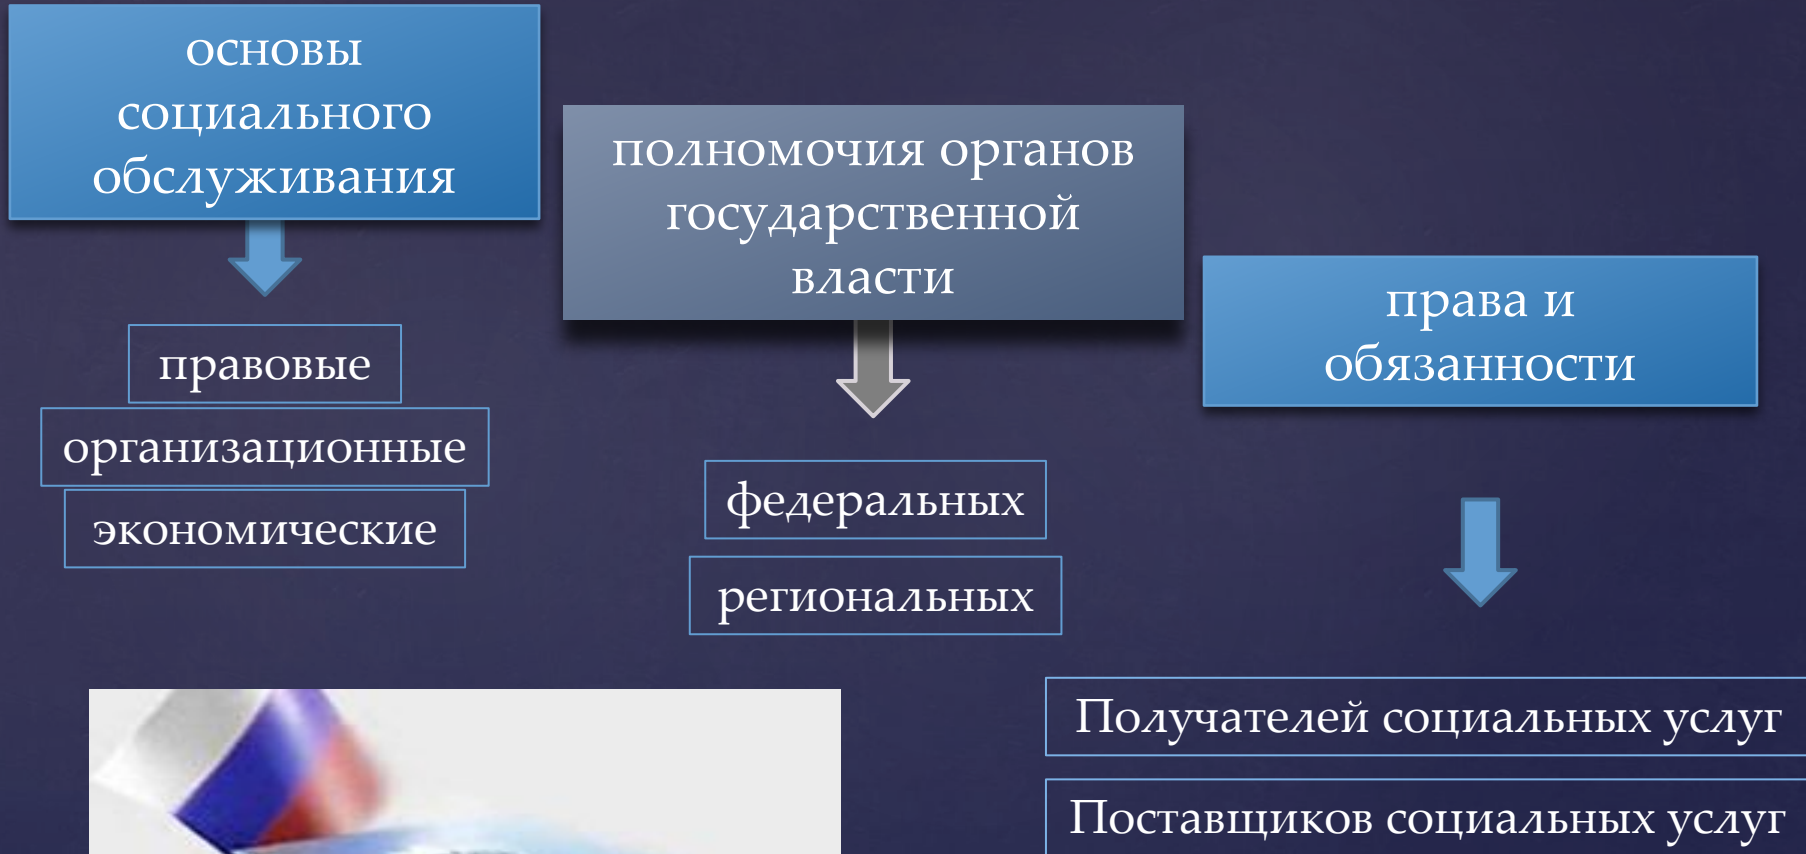 основы
социального
обслуживания
правовые
организационные
экономические
полномочия органов
государственной
власти
федеральных
региональных
права и
обязанности
Получателей социальных услуг
Поставщиков социальных услуг